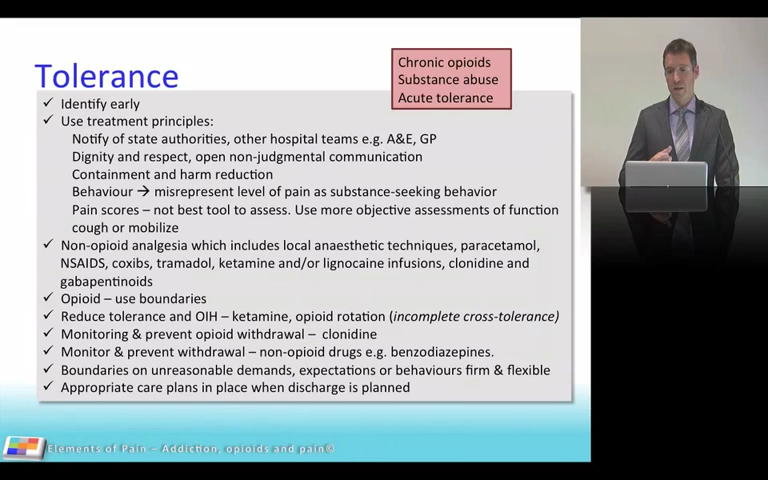 Tolerance
Chronic opioids
Substance abuse
Acute tolerance
✓ Identify early
✓ Use treatment principles:
Notify of state authorities, other hospital teams e.g. A&E, GP
Dignity and respect, open non-judgmental communication
Containment and harm reduction
Behaviour → misrepresent level of pain as substance-seeking behavior
Pain scores – not best tool to assess. Use more objective assessments of function
cough or mobilize
✓ Non-opioid analgesia which includes local anaesthetic techniques, paracetamol,
NSAIDS, coxibs, tramadol, ketamine and/or lignocaine infusions, clonidine and
gabapentinoids
✓ Opioid – use boundaries
✓ Reduce tolerance and OIH – ketamine, opioid rotation (incomplete cross-tolerance)
✓ Monitoring & prevent opioid withdrawal – clonidine
✓ Monitor & prevent withdrawal – non-opioid drugs e.g. benzodiazepines.
✓ Boundaries on unreasonable demands, expectations or behaviours firm & flexible
✓ Appropriate care plans in place when discharge is planned
Elements of Pain – Addiction, opioids and pain©